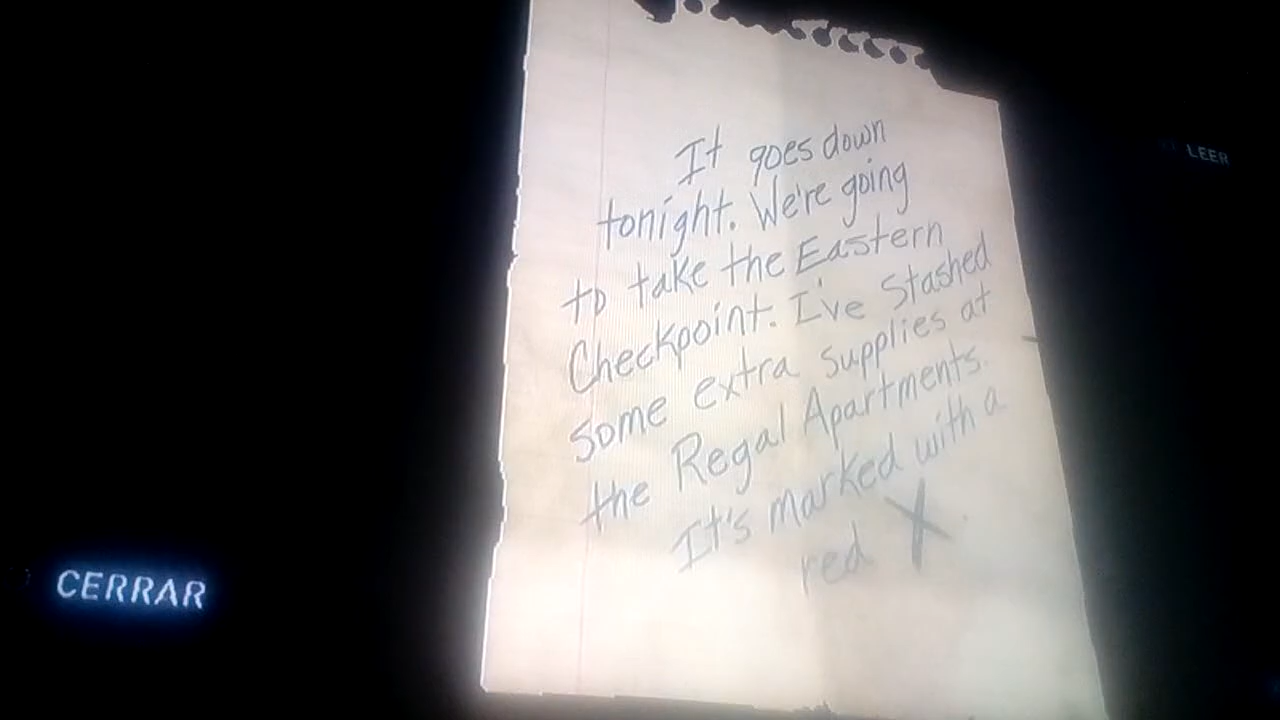 It goes down
tonight. We're going
to take the Eastern
Checkpoint. I've stashed
some extra supplies at
the Regal Apartments.
It's marked with a
red X
LEER
CERRAR